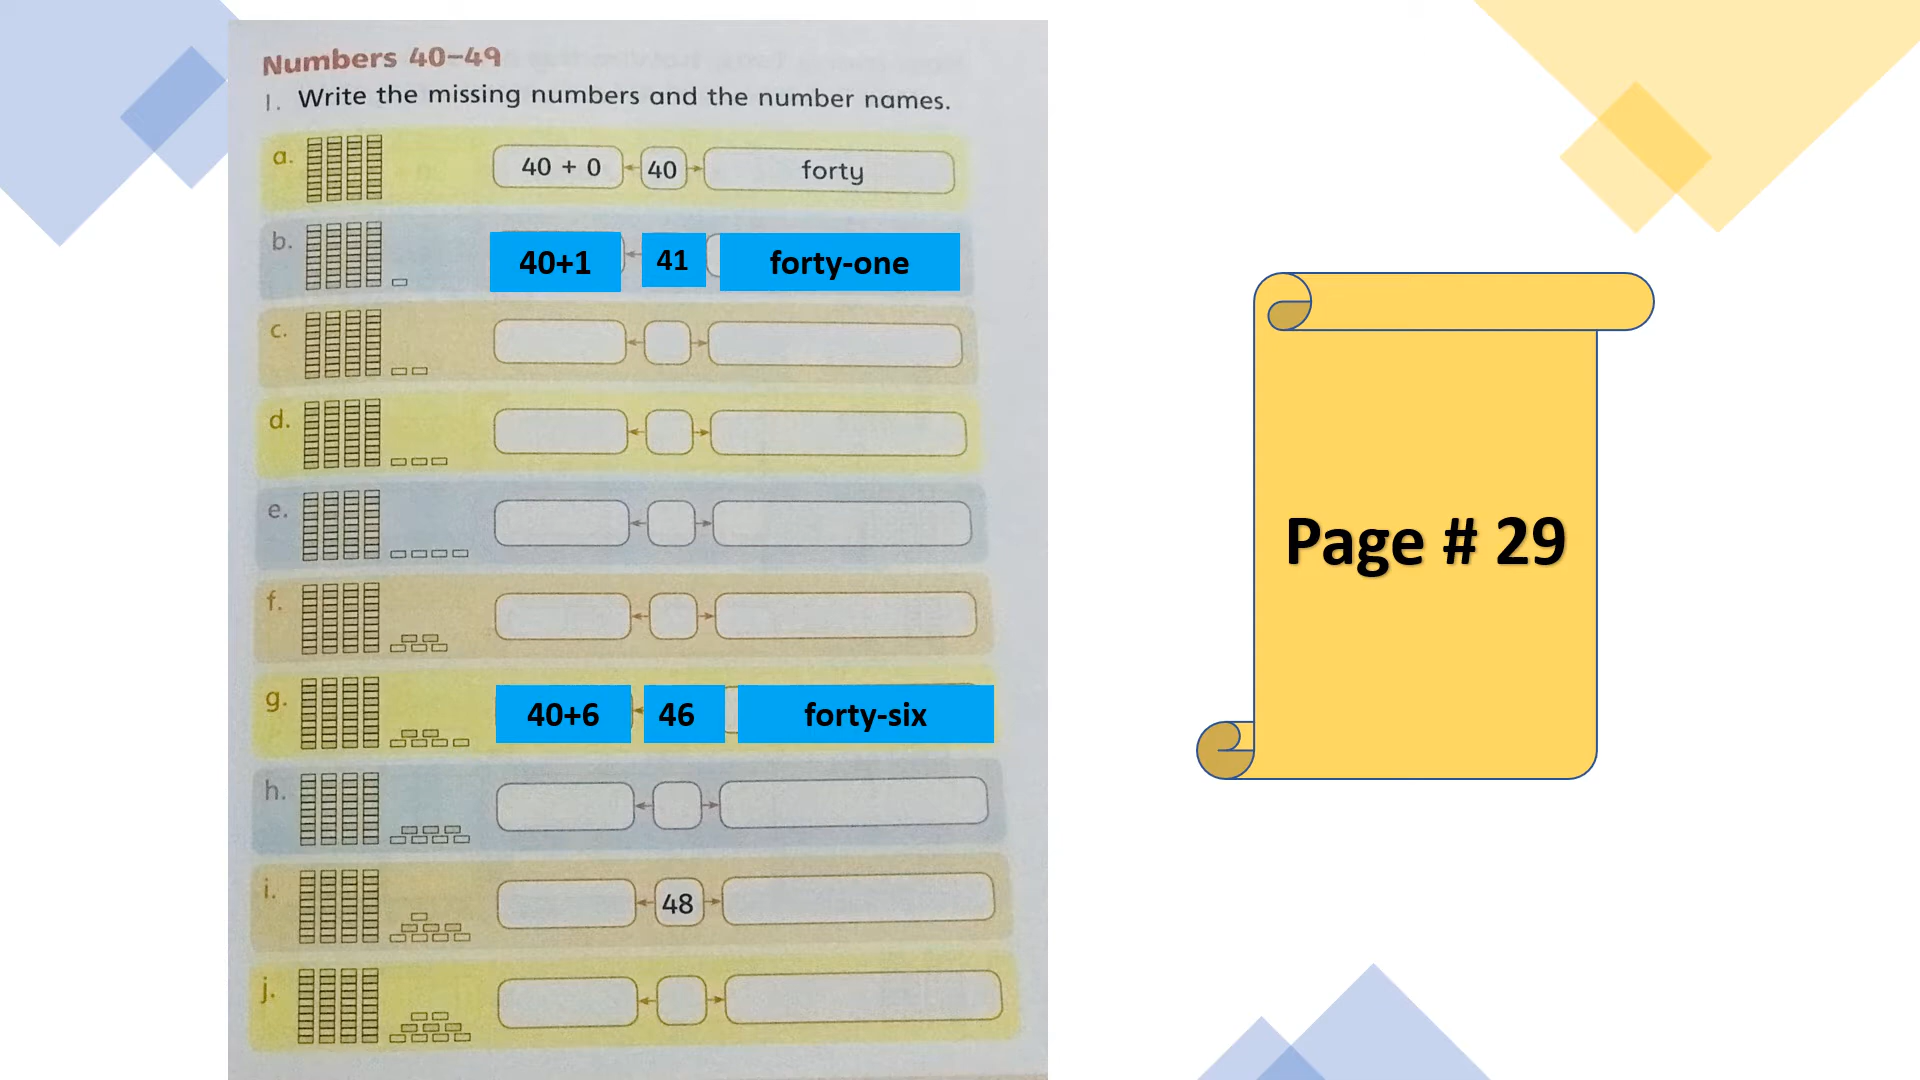 Numbers 40–49
1. Write the missing numbers and the number names.
a. 40 + 0 40 forty
b. 40+1 41 forty-one
c.
d.
e.
f.
g. 40+6 46 forty-six
h.
i. 48
j.
Page # 29